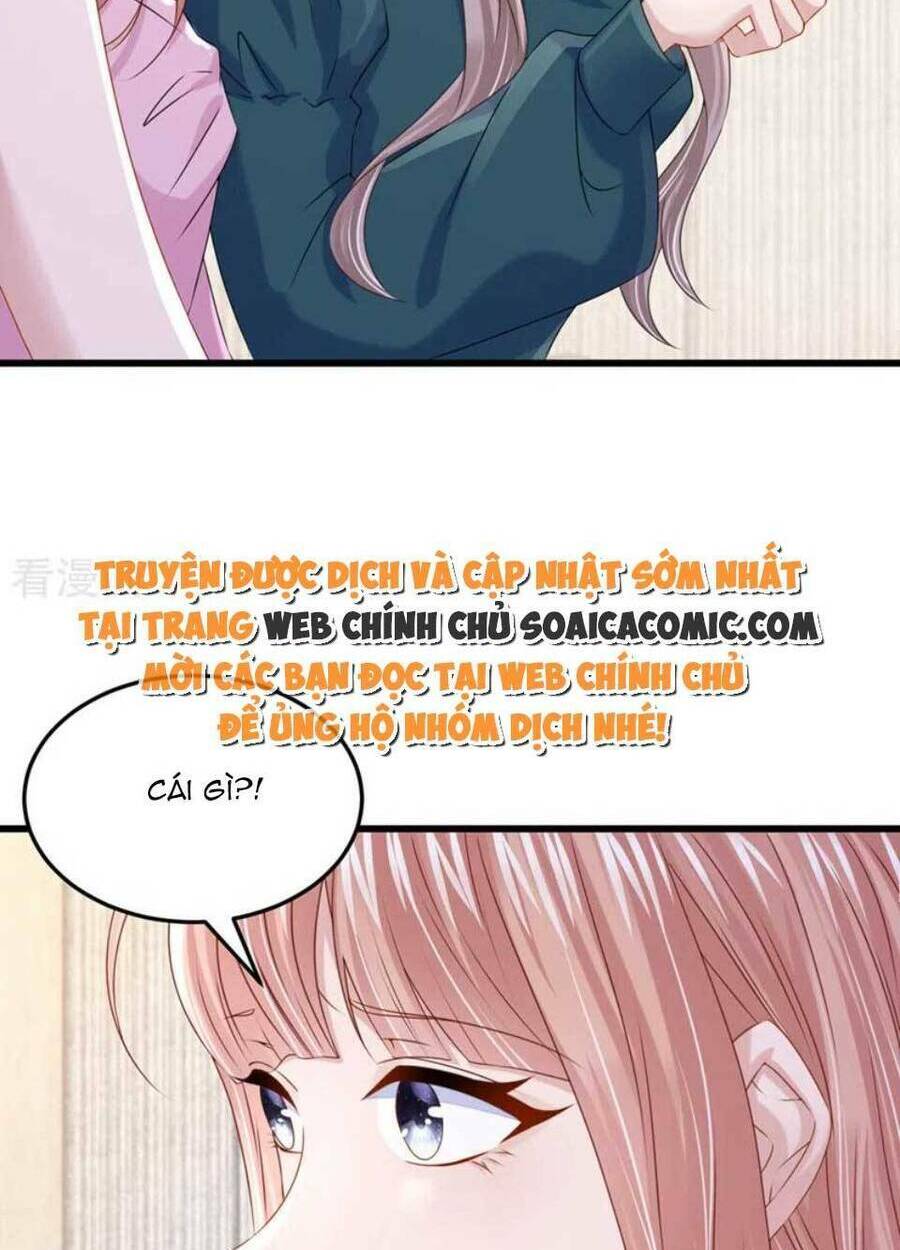 看漫
TRUYỆN ĐƯỢC DỊCH VÀ CẬP NHẬT SỚM NHẤT
TẠI TRANG WEB CHÍNH CHỦ SOAICACOMIC.COM
MỜI CÁC BẠN ĐỌC TẠI WEB CHÍNH CHỦ
ĐỂ ỦNG HỘ NHÓM DỊCH NHÉ!
CÁI GÌ?!